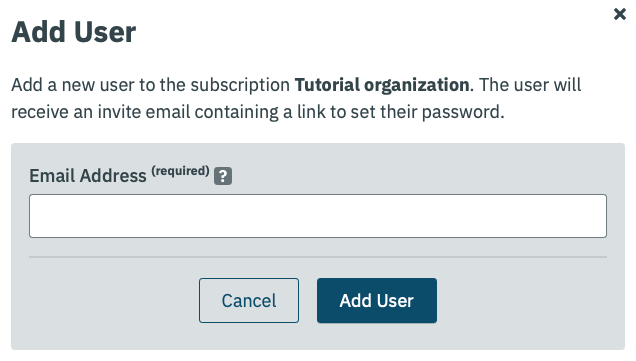 Add User
Add a new user to the subscription Tutorial organization. The user will
receive an invite email containing a link to set their password.
Email Address (required) ?
Cancel
Add User